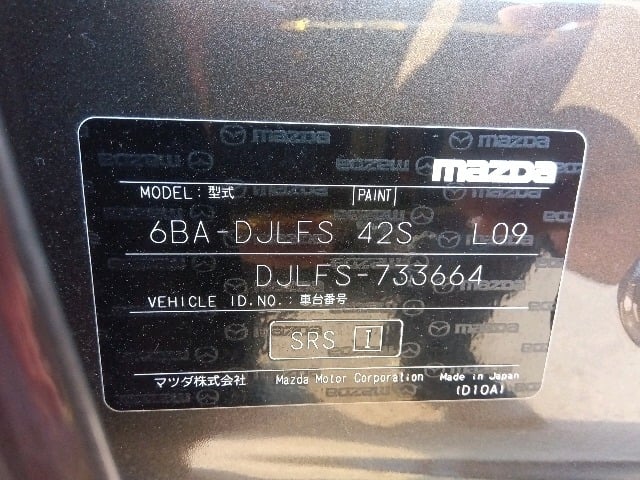 mazda
MODEL:型式 PAINT
6BA-DJLFS 42S L09
DJLFS-733664
VEHICLE ID.NO.:車台番号
SRS I
マツダ株式会社 Mazda Motor Corporation Made in Japan
(D10A)